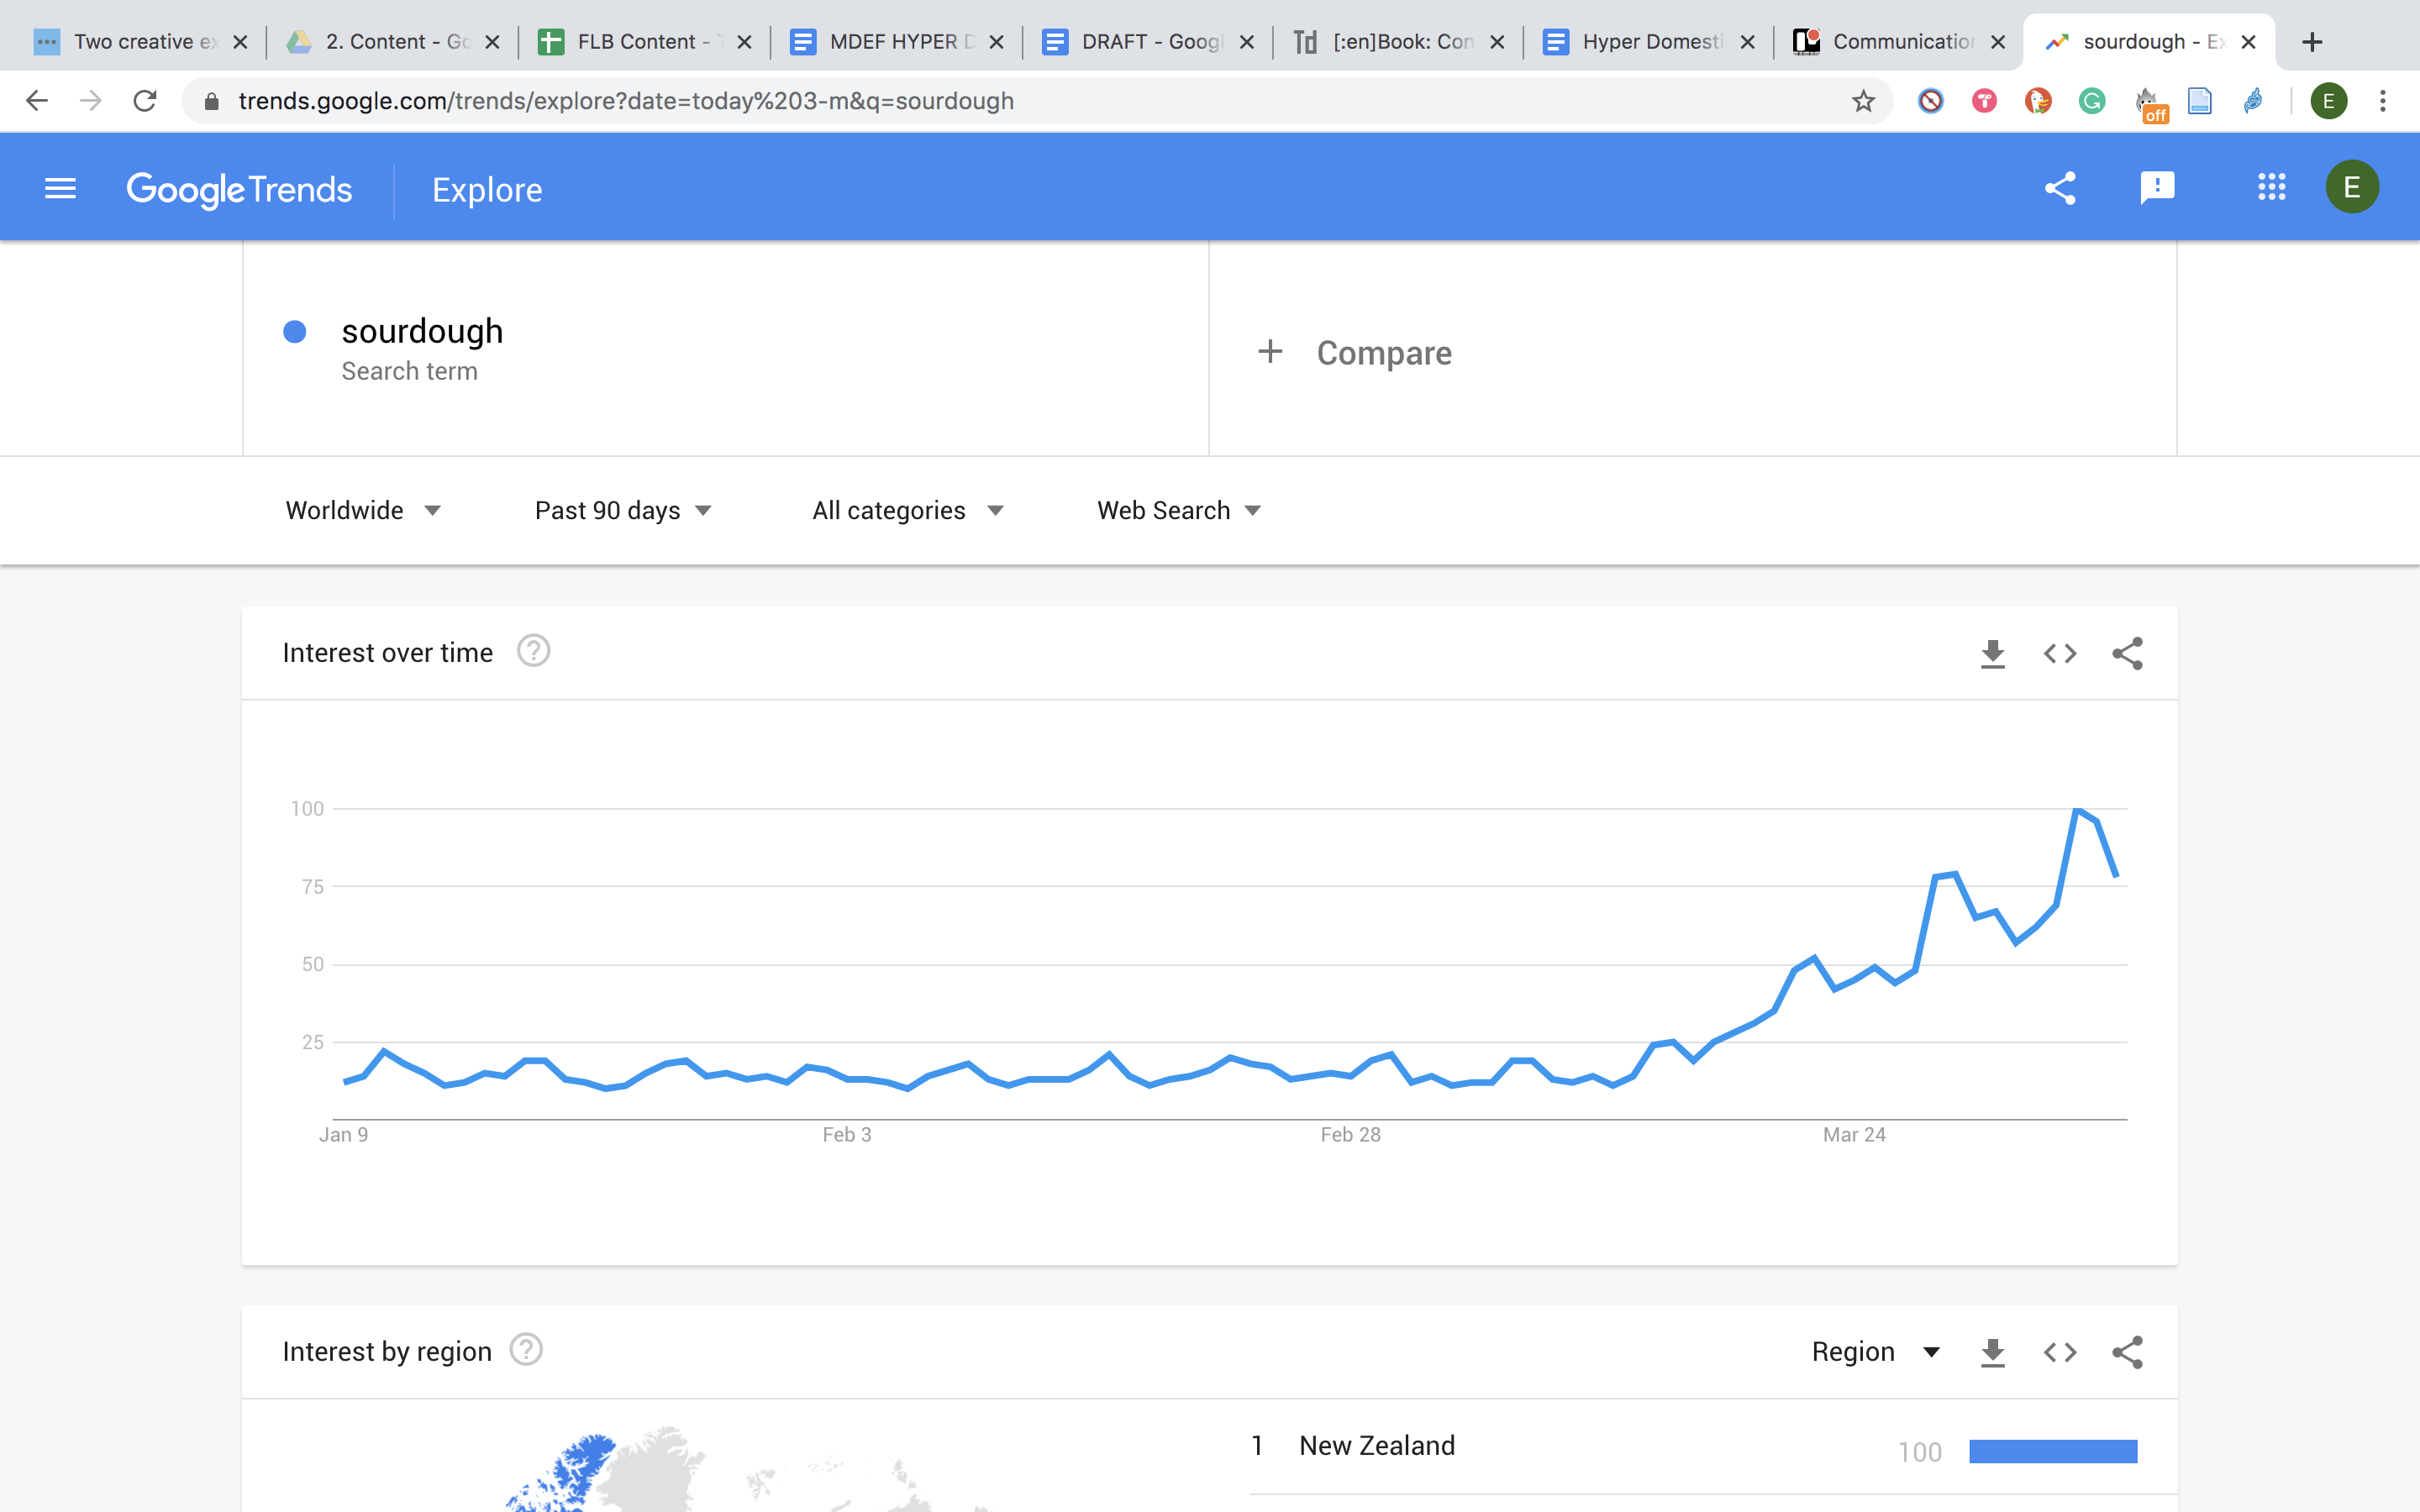 Two creative ex
2. Content - Go
FLB Content - T
MDEF HYPER D
DRAFT - Googl
Td [:en]Book: Con
Hyper Domesti
Communication
sourdough - Ex
trends.google.com/trends/explore?date=today%203-m&q=sourdough
off
E
Google Trends
Explore
E
sourdough
Search term
+ Compare
Worldwide
Past 90 days
All categories
Web Search
Interest over time
100
75
50
25
Jan 9
Feb 3
Feb 28
Mar 24
Interest by region
Region
1 New Zealand 100